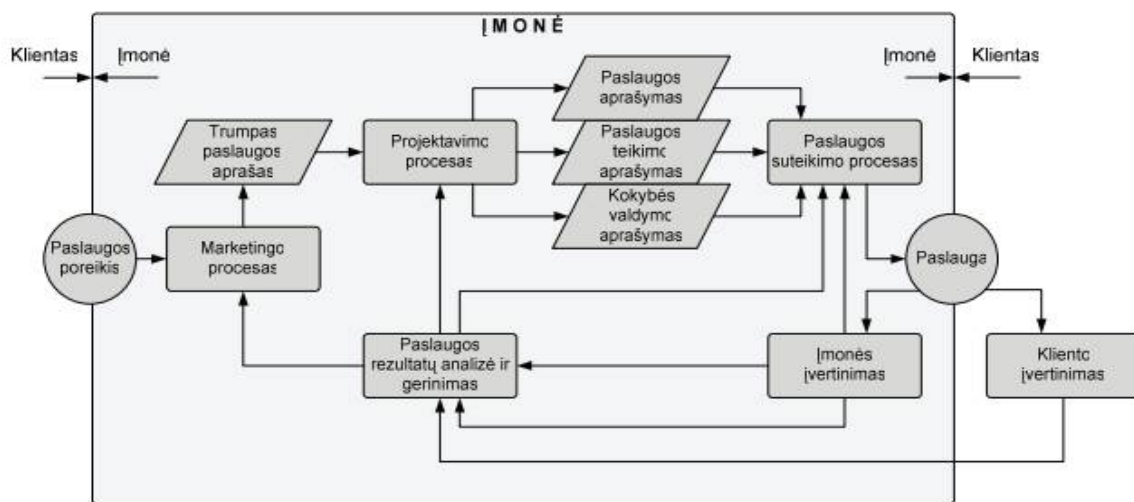 ĮMONĖ
Klientas
Įmonė
Įmonė
Klientas
Paslaugos
aprašymas
Trumpas
paslaugos
aprašas
Projektavimo
procesas
Paslaugos
teikimo
aprašymas
Paslaugos
suteikimo procesas
Kokybės
valdymo
aprašymas
Paslaugos
poreikis
Marketingo
procesas
Paslauga
Paslaugos
rezultatų analizė ir
gerinimas
Įmonės
įvertinimas
Kliento
įvertinimas